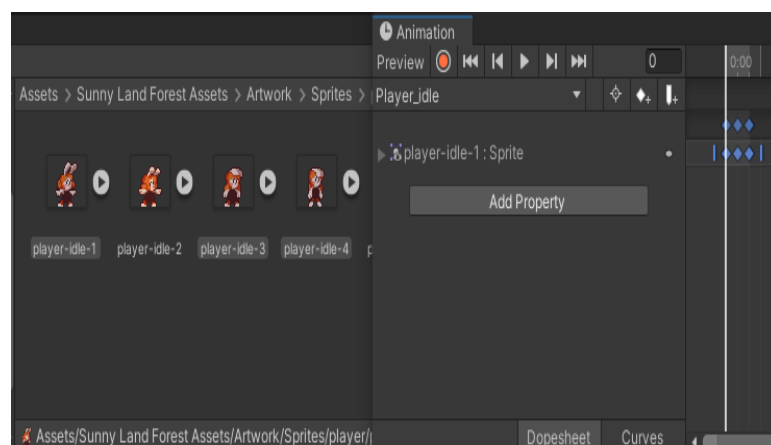 Animation
Preview 0 0:00
Assets > Sunny Land Forest Assets > Artwork > Sprites >
Player_idle
player-idle-1 : Sprite
Add Property
player-idle-1 player-idle-2 player-idle-3 player-idle-4
Assets/Sunny Land Forest Assets/Artwork/Sprites/player/
Dopesheet Curves